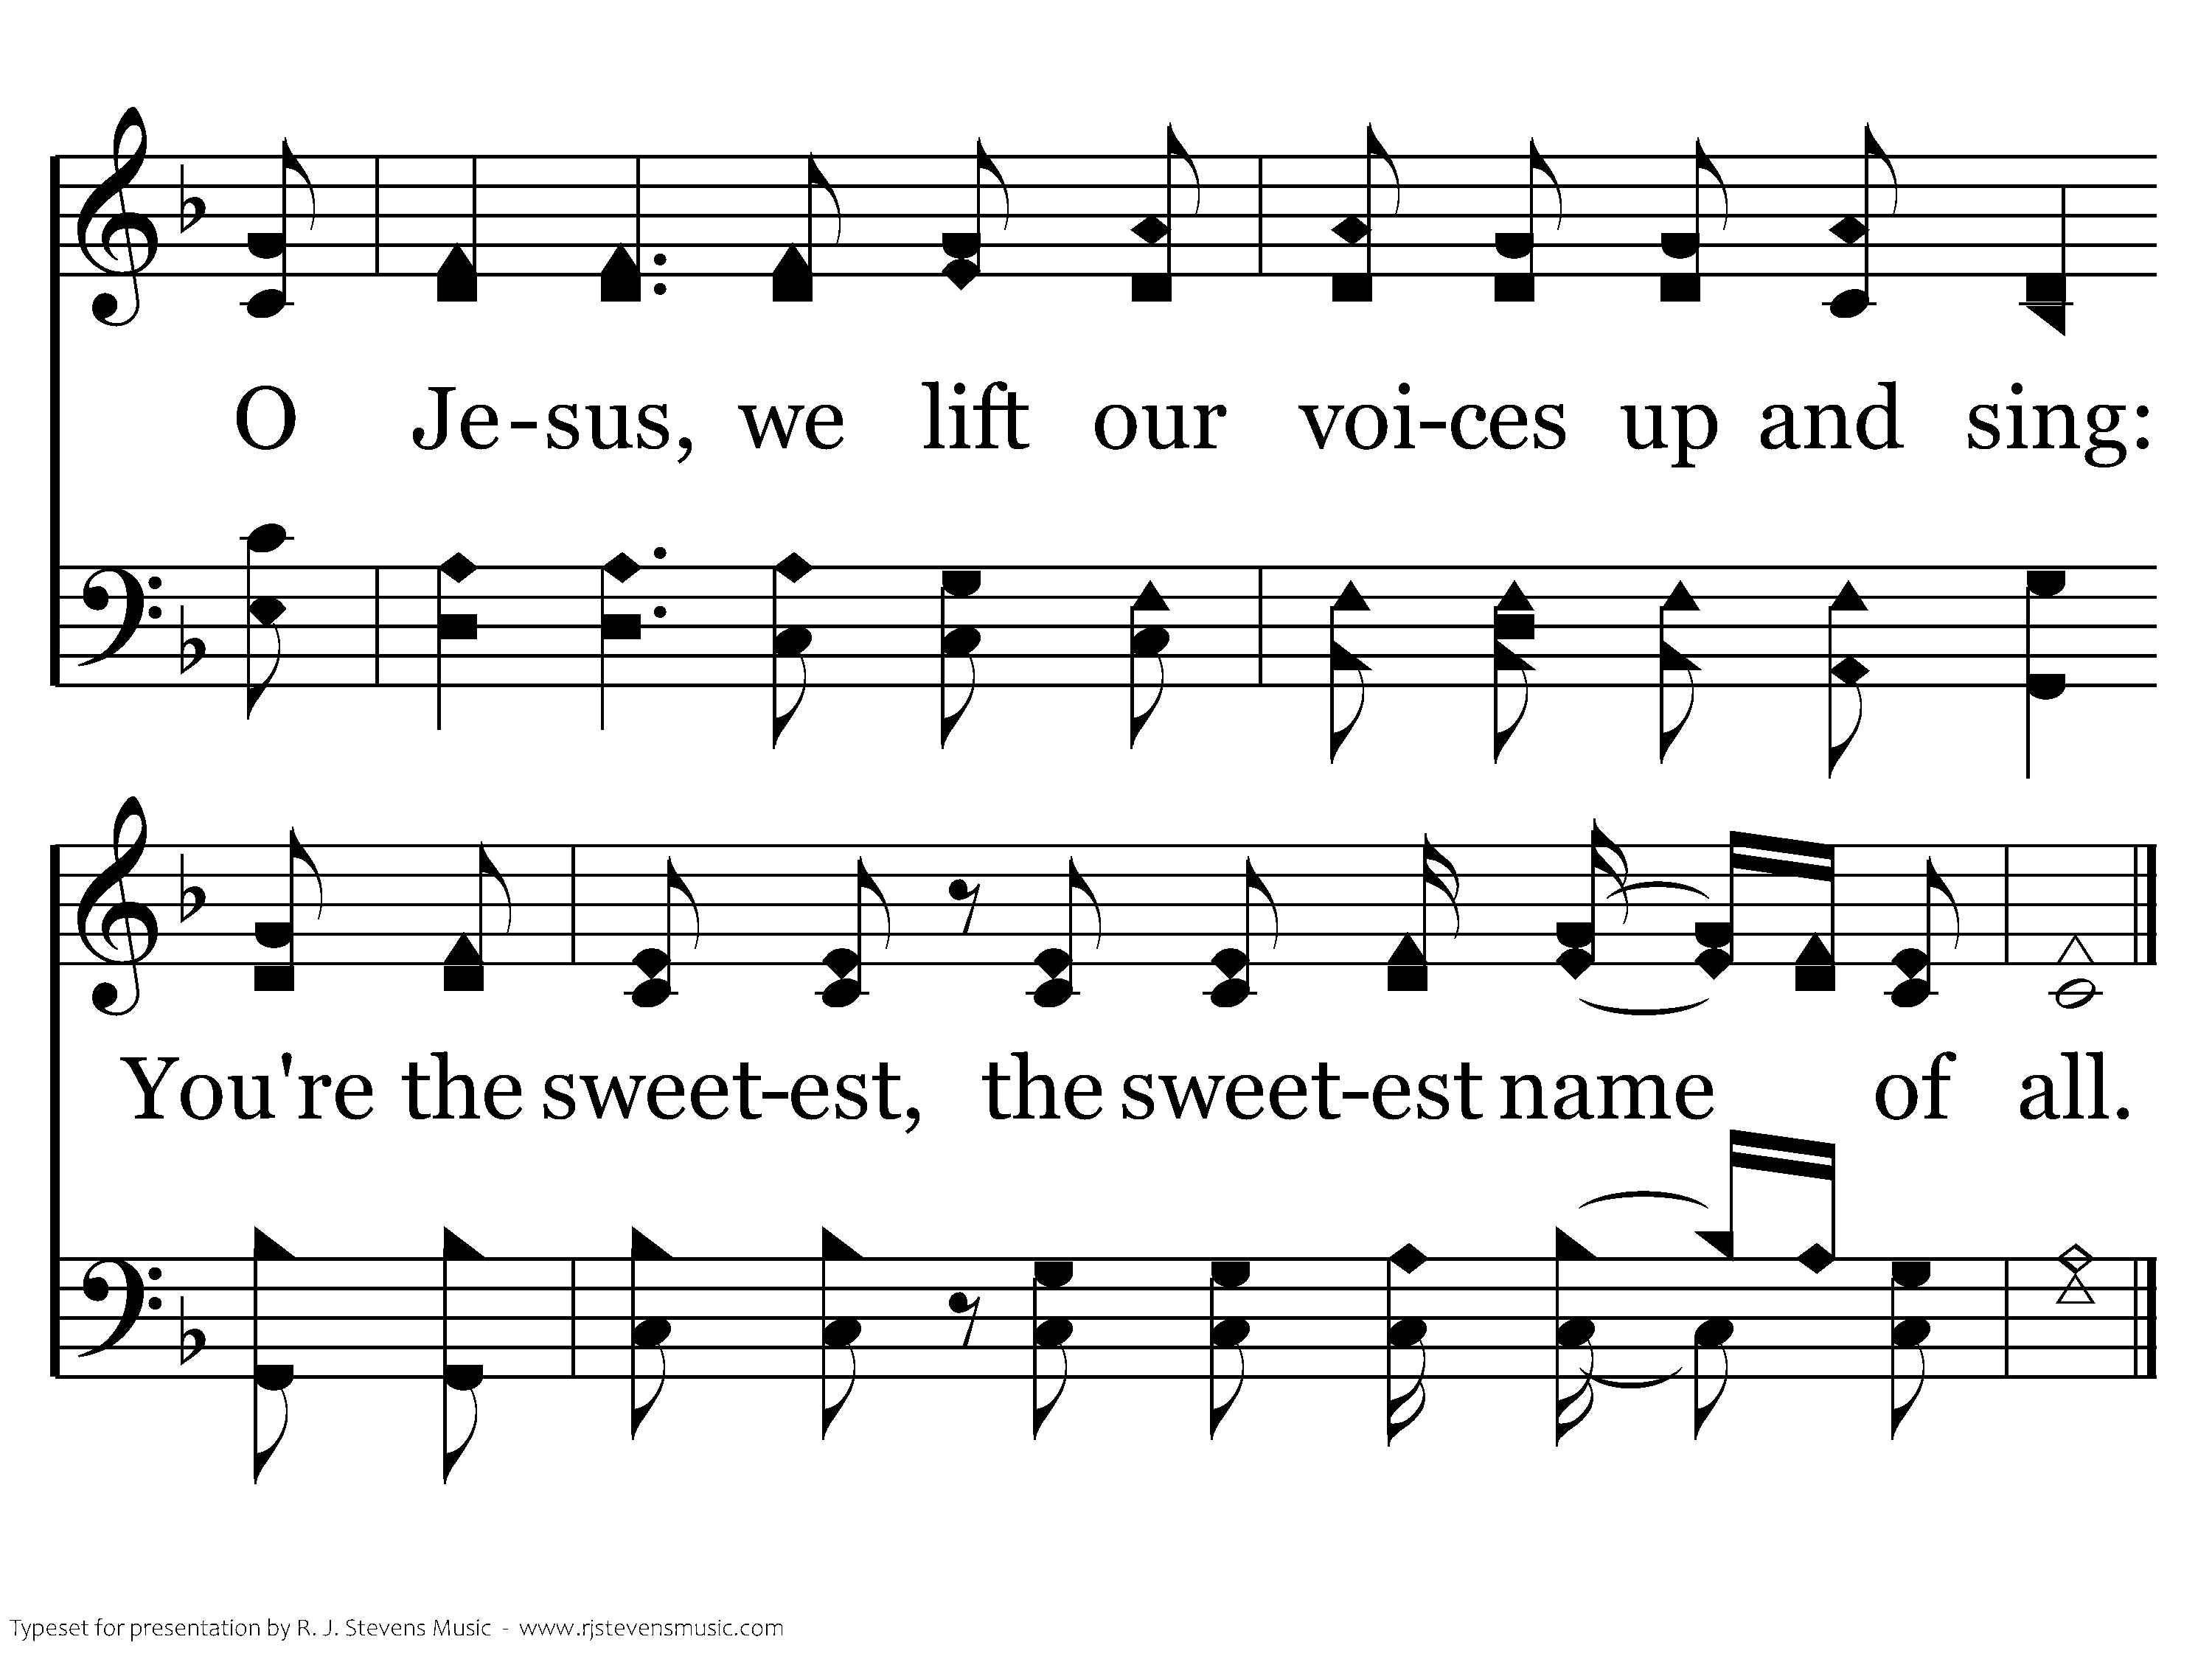 O Je-sus, we lift our voi-ces up and sing:
You're the sweet-est, the sweet-est name of all.
Typeset for presentation by R. J. Stevens Music - www.rjstevensmusic.com